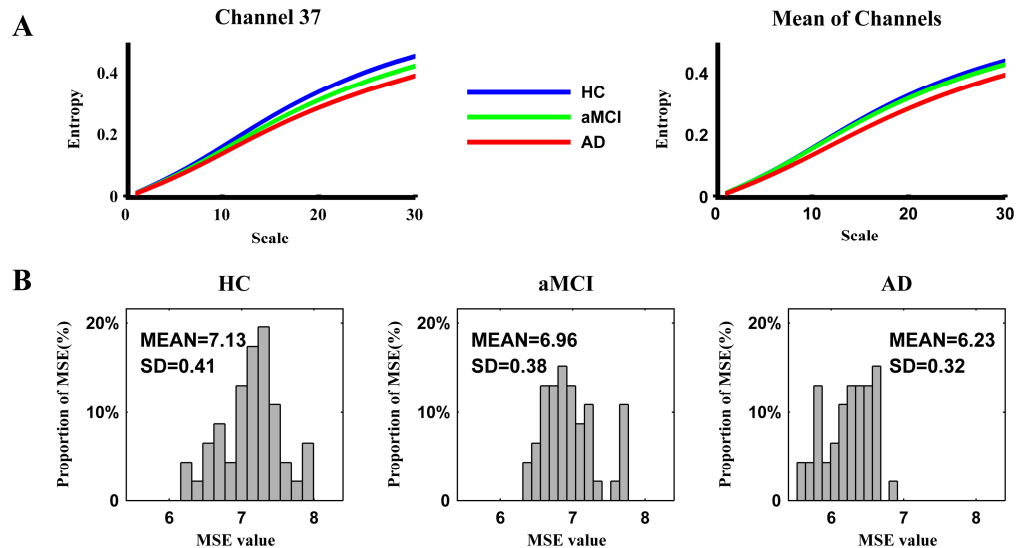 A
Channel 37
Mean of Channels
Entropy
0.4
0.2
0
0
10
20
30
Scale
HC
aMCI
AD
Entropy
0.4
0.2
0
0
10
20
30
Scale
B
HC
aMCI
AD
Proportion of MSE(%)
20%
10%
0
MEAN=7.13
SD=0.41
6
7
8
MSE value
Proportion of MSE(%)
20%
10%
0
MEAN=6.96
SD=0.38
6
7
8
MSE value
Proportion of MSE(%)
20%
10%
0
MEAN=6.23
SD=0.32
6
7
8
MSE value